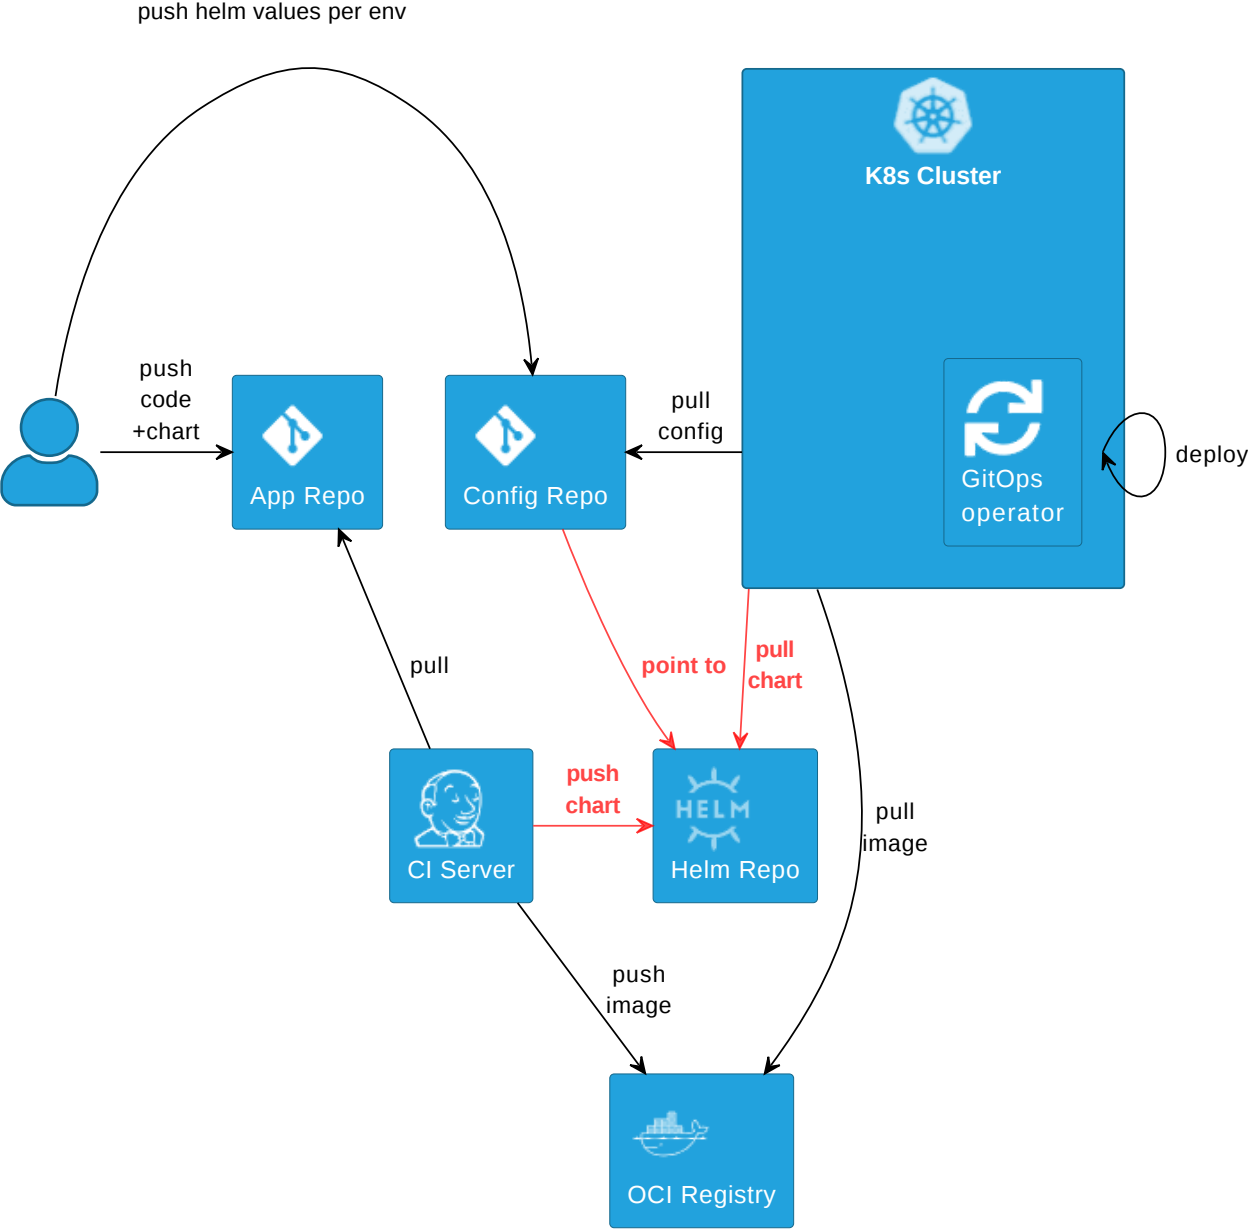 push helm values per env
K8s Cluster
push
code
+chart
App Repo
Config Repo
pull
config
GitOps
operator
deploy
pull
point to
pull
chart
push
chart
CI Server
HELM
Helm Repo
pull
image
push
image
OCI Registry